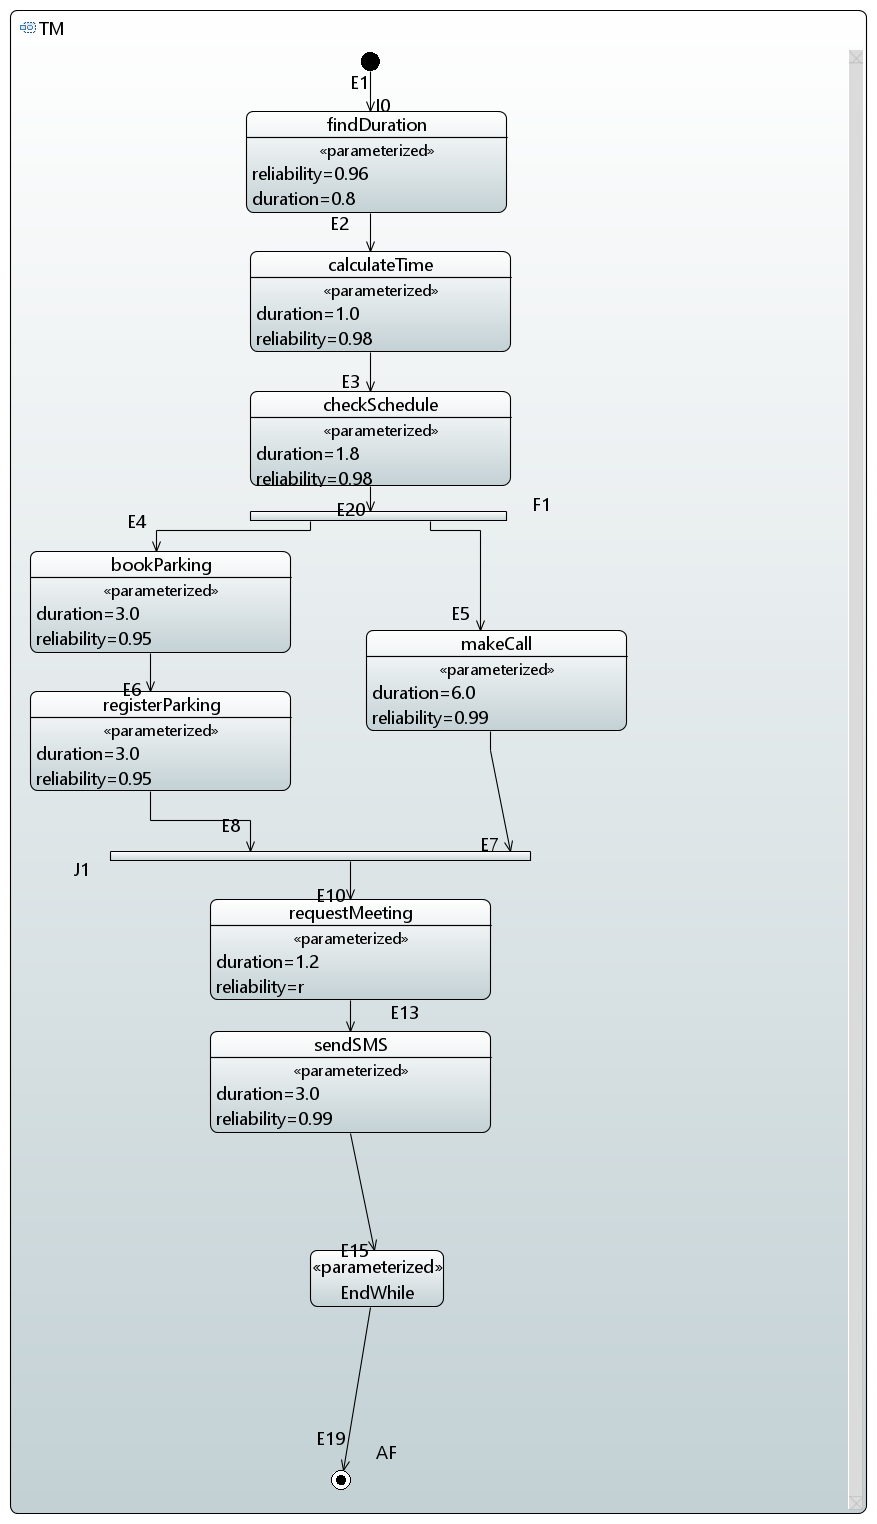 TM
E1
I0
findDuration
«parameterized»
reliability=0.96
duration=0.8
E2
calculateTime
«parameterized»
duration=1.0
reliability=0.98
E3
checkSchedule
«parameterized»
duration=1.8
reliability=0.98
E20
F1
E4
bookParking
«parameterized»
duration=3.0
reliability=0.95
E5
makeCall
«parameterized»
duration=6.0
reliability=0.99
E6
registerParking
«parameterized»
duration=3.0
reliability=0.95
E8
E7
J1
E10
requestMeeting
«parameterized»
duration=1.2
reliability=r
E13
sendSMS
«parameterized»
duration=3.0
reliability=0.99
E15
«parameterized»
EndWhile
E19
AF